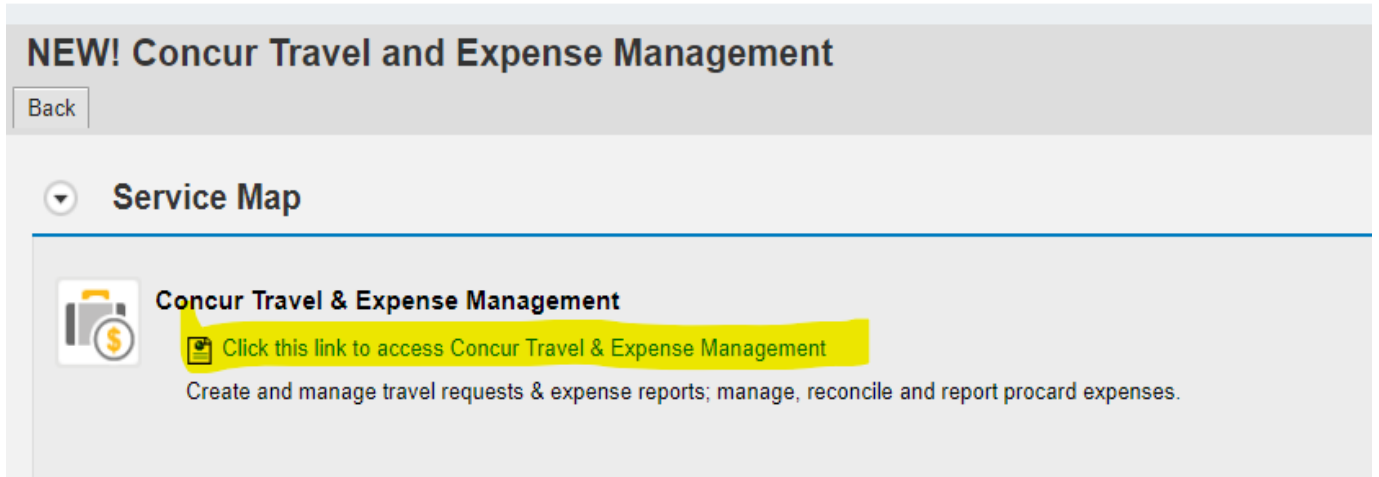 NEW! Concur Travel and Expense Management
Back
Service Map
Concur Travel & Expense Management
$
Click this link to access Concur Travel & Expense Management
Create and manage travel requests & expense reports; manage, reconcile and report procard expenses.